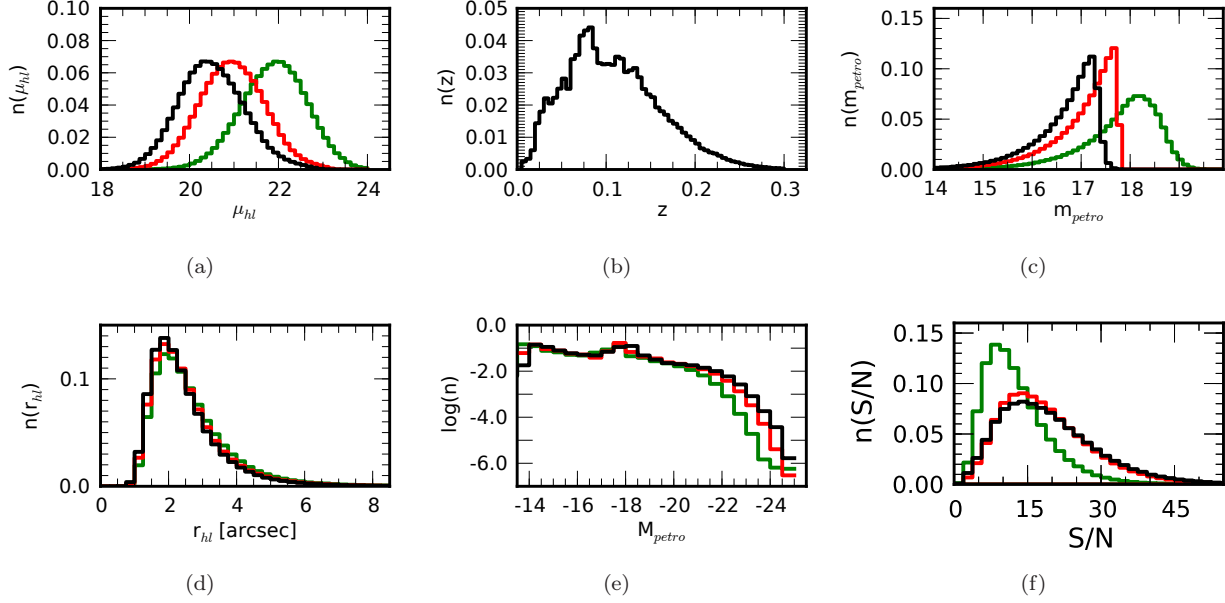 0.10
0.08
0.06
0.04
0.02
0.00
n(μhl)
18 20 22 24
μhl
(a)
0.05
0.04
0.03
0.02
0.01
0.00
n(z)
0.0 0.1 0.2 0.3
z
(b)
0.15
0.10
0.05
0.00
n(mpetro)
14 15 16 17 18 19
mpetro
(c)
0.1
0.0
n(rhl)
0 2 4 6 8
rhl [arcsec]
(d)
0.0
-2.0
-4.0
-6.0
log(n)
-14 -16 -18 -20 -22 -24
Mpetro
(e)
0.15
0.10
0.05
0.00
n(S/N)
0 15 30 45
S/N
(f)